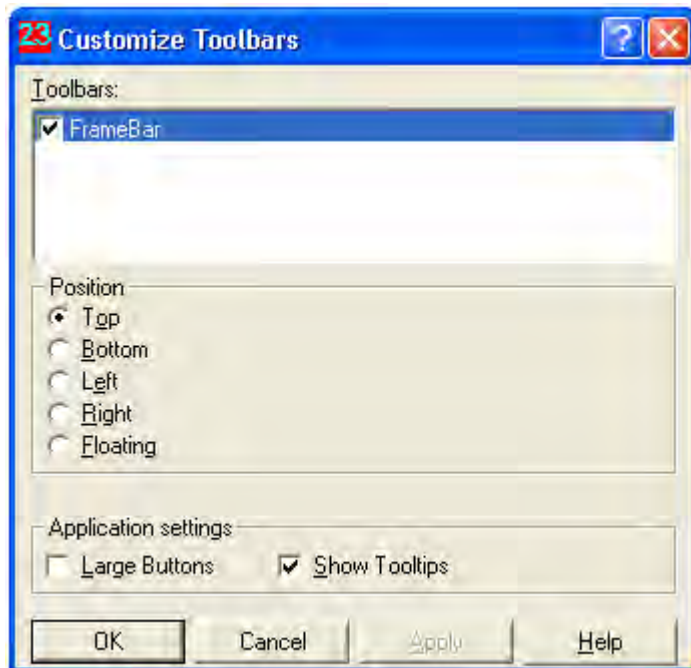 23 Customize Toolbars ?
Toolbars:
FrameBar
Position
Top
Bottom
Left
Right
Floating
Application settings
Large Buttons Show Tooltips
OK Cancel Apply Help